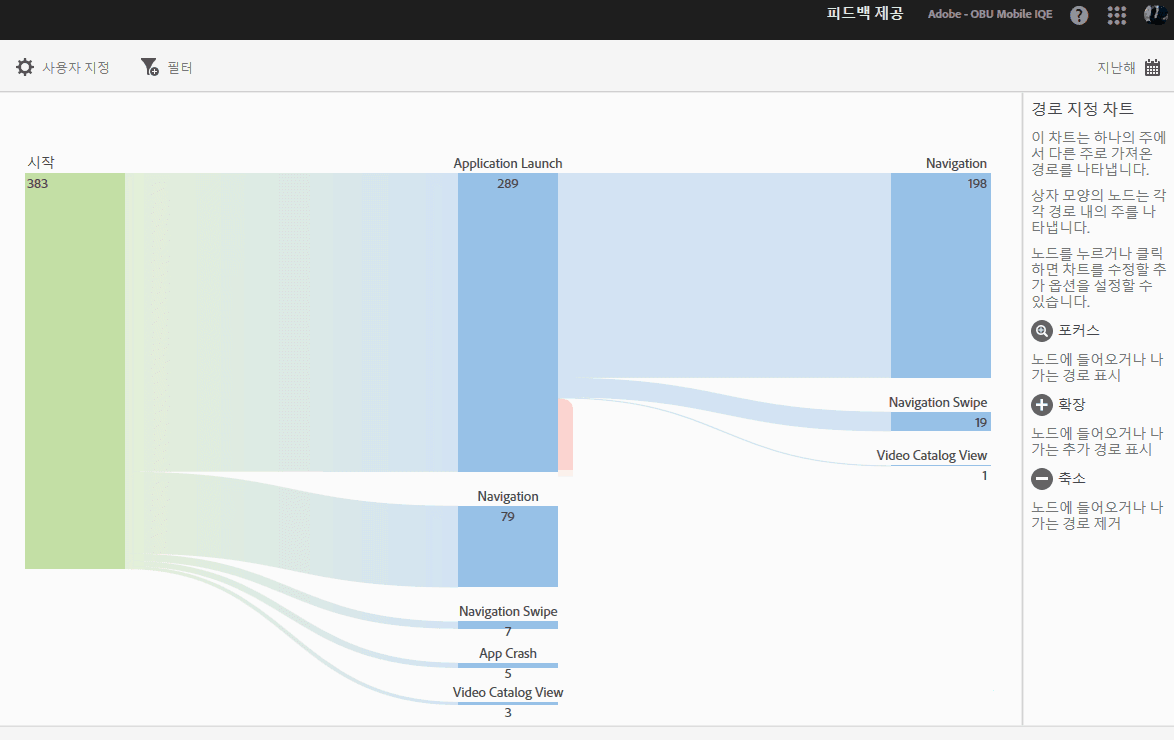 피드백 제공 Adobe - OBU Mobile IQE ?
사용자 지정 필터 지난해
시작
383
Application Launch
289
Navigation
198
Navigation Swipe
19
Video Catalog View
1
Navigation
79
Navigation Swipe
7
App Crash
5
Video Catalog View
3
경로 지정 차트
이 차트는 하나의 주에
서 다른 주로 가져온
경로를 나타냅니다.
상자 모양의 노드는 각
각 경로 내의 주를 나
타냅니다.
노드를 누르거나 클릭
하면 차트를 수정할 추
가 옵션을 설정할 수
있습니다.
포커스
노드에 들어오거나 나
가는 경로 표시
확장
노드에 들어오거나 나
가는 추가 경로 표시
축소
노드에 들어오거나 나
가는 경로 제거